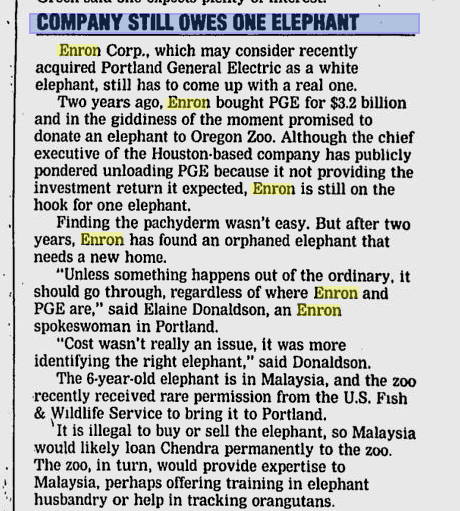 COMPANY STILL OWES ONE ELEPHANT
Enron Corp., which may consider recently
acquired Portland General Electric as a white
elephant, still has to come up with a real one.
Two years ago, Enron bought PGE for $3.2 billion
and in the giddiness of the moment promised to
donate an elephant to Oregon Zoo. Although the chief
executive of the Houston-based company has publicly
pondered unloading PGE because it not providing the
investment return it expected, Enron is still on the
hook for one elephant.
Finding the pachyderm wasn't easy. But after two
years, Enron has found an orphaned elephant that
needs a new home.
"Unless something happens out of the ordinary, it
should go through, regardless of where Enron and
PGE are," said Elaine Donaldson, an Enron
spokeswoman in Portland.
"Cost wasn't really an issue, it was more
identifying the right elephant," said Donaldson.
The 6-year-old elephant is in Malaysia, and the zoo
recently received rare permission from the U.S. Fish
& Wildlife Service to bring it to Portland.
It is illegal to buy or sell the elephant, so Malaysia
would likely loan Chendra permanently to the zoo.
The zoo, in turn, would provide expertise to
Malaysia, perhaps offering training in elephant
husbandry or help in tracking orangutans.